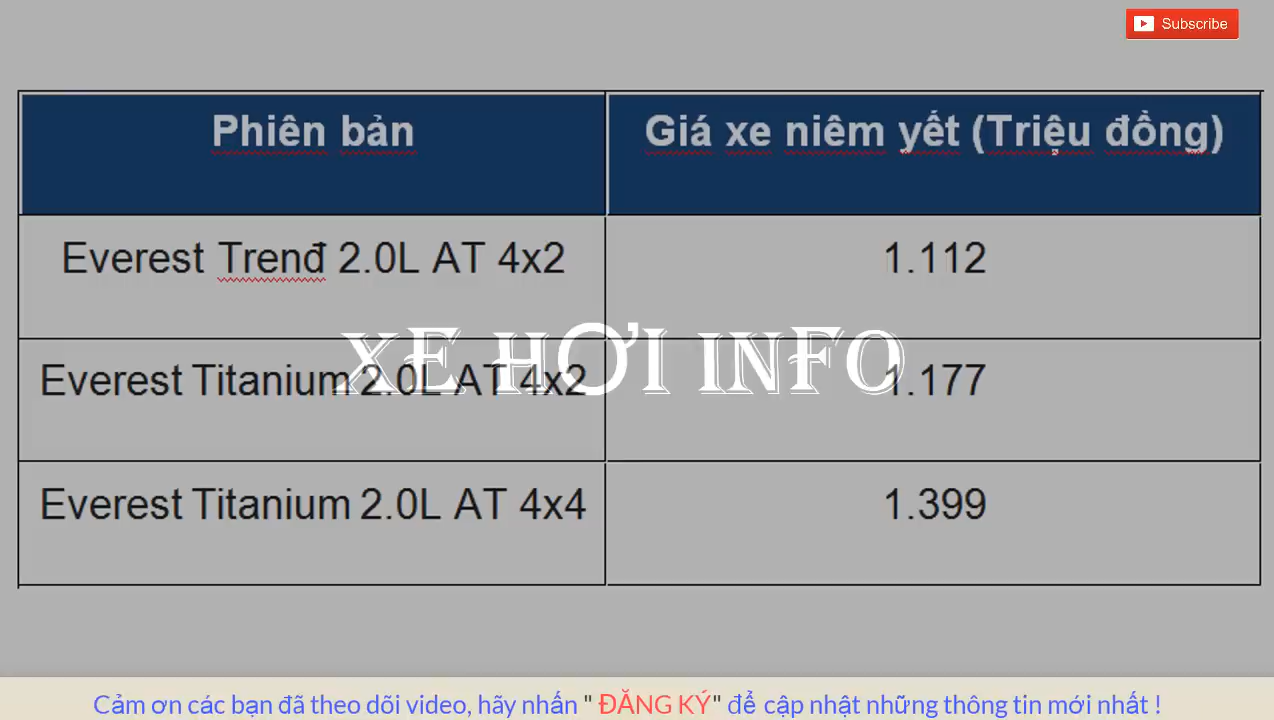 Subscribe
Phiên bản Giá xe niêm yết (Triệu đồng)
Everest Trenđ 2.0L AT 4x2 1.112
XE HƠI INFO
Everest Titanium 2.0L AT 4x2 1.177
Everest Titanium 2.0L AT 4x4 1.399
Cảm ơn các bạn đã theo dõi video, hãy nhấn " ĐĂNG KÝ" để cập nhật những thông tin mới nhất !